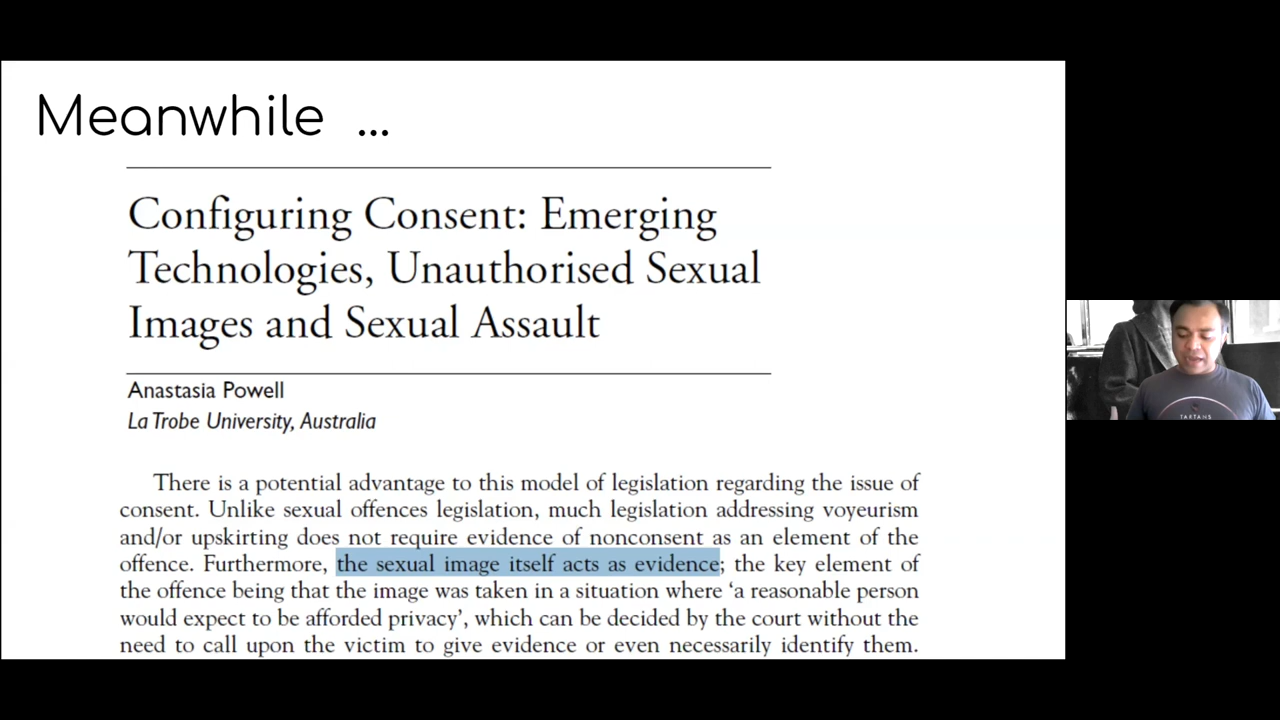 Meanwhile ...
Configuring Consent: Emerging
Technologies, Unauthorised Sexual
Images and Sexual Assault
Anastasia Powell
La Trobe University, Australia
There is a potential advantage to this model of legislation regarding the issue of
consent. Unlike sexual offences legislation, much legislation addressing voyeurism
and/or upskirting does not require evidence of nonconsent as an element of the
offence. Furthermore, the sexual image itself acts as evidence; the key element of
the offence being that the image was taken in a situation where ‘a reasonable person
would expect to be afforded privacy’, which can be decided by the court without the
need to call upon the victim to give evidence or even necessarily identify them.
TARTANS